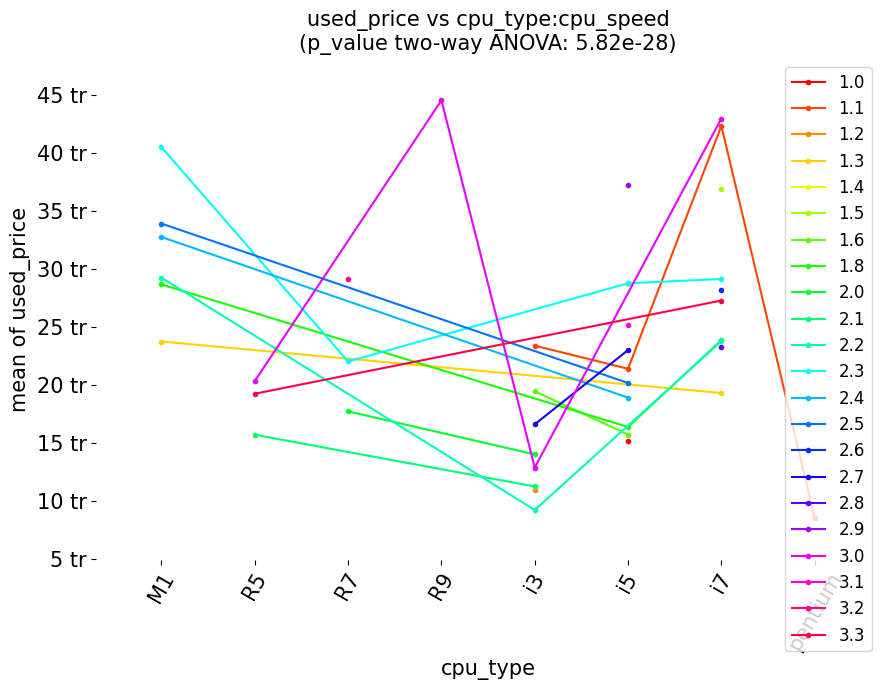 used_price vs cpu_type:cpu_speed
(p_value two-way ANOVA: 5.82e-28)
mean of used_price
45 tr
40 tr
35 tr
30 tr
25 tr
20 tr
15 tr
10 tr
5 tr
M1
R5
R7
R9
i3
i5
i7
pentium
cpu_type
1.0
1.1
1.2
1.3
1.4
1.5
1.6
1.8
2.0
2.1
2.2
2.3
2.4
2.5
2.6
2.7
2.8
2.9
3.0
3.1
3.2
3.3